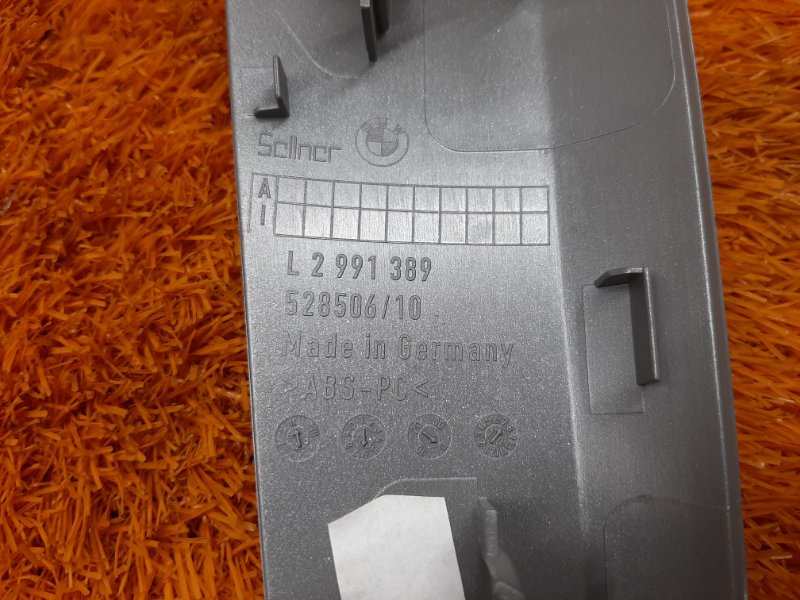 Sellner
A
I
L 2 991 389
528506/10
Made in Germany
>ABS-PC<